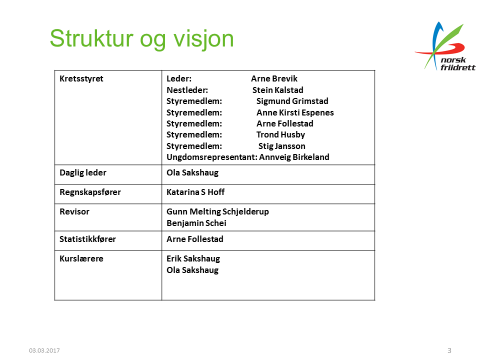 Struktur og visjon
norsk
friidrett
Kretsstyret
Leder: Arne Brevik
Nestleder: Stein Kalstad
Styremedlem: Sigmund Grimstad
Styremedlem: Anne Kirsti Espenes
Styremedlem: Arne Follestad
Styremedlem: Trond Husby
Styremedlem: Stig Jansson
Ungdomsrepresentant: Annveig Birkeland
Daglig leder
Ola Sakshaug
Regnskapsfører
Katarina S Hoff
Revisor
Gunn Melting Schjelderup
Benjamin Schei
Statistikkfører
Arne Follestad
Kurslærere
Erik Sakshaug
Ola Sakshaug
03.03.2017
3